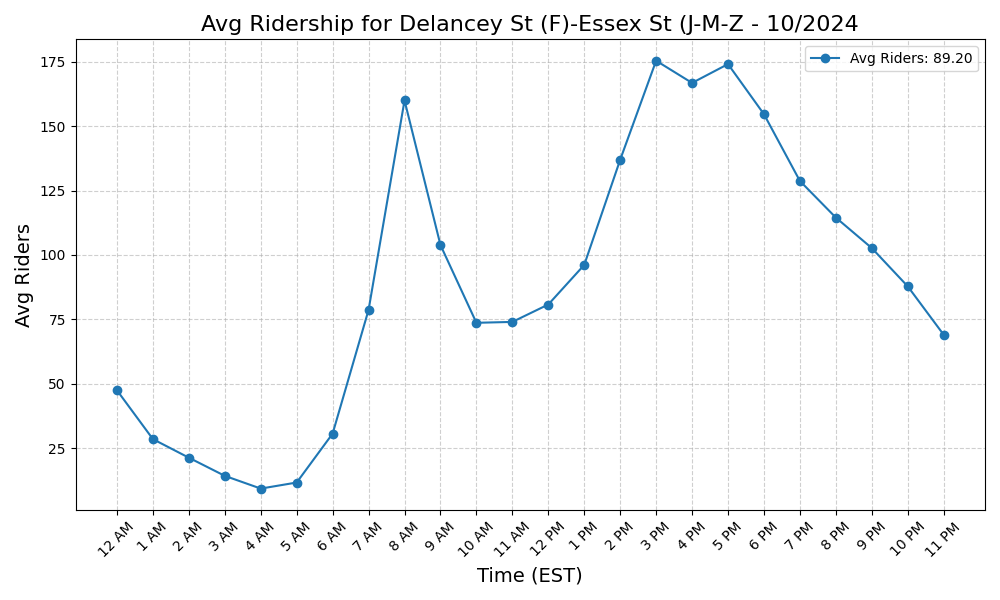 Avg Ridership for Delancey St (F)-Essex St (J-M-Z - 10/2024
Avg Riders: 89.20
Avg Riders
175
150
125
100
75
50
25
12 AM
1 AM
2 AM
3 AM
4 AM
5 AM
6 AM
7 AM
8 AM
9 AM
10 AM
11 AM
12 PM
1 PM
2 PM
3 PM
4 PM
5 PM
6 PM
7 PM
8 PM
9 PM
10 PM
11 PM
Time (EST)